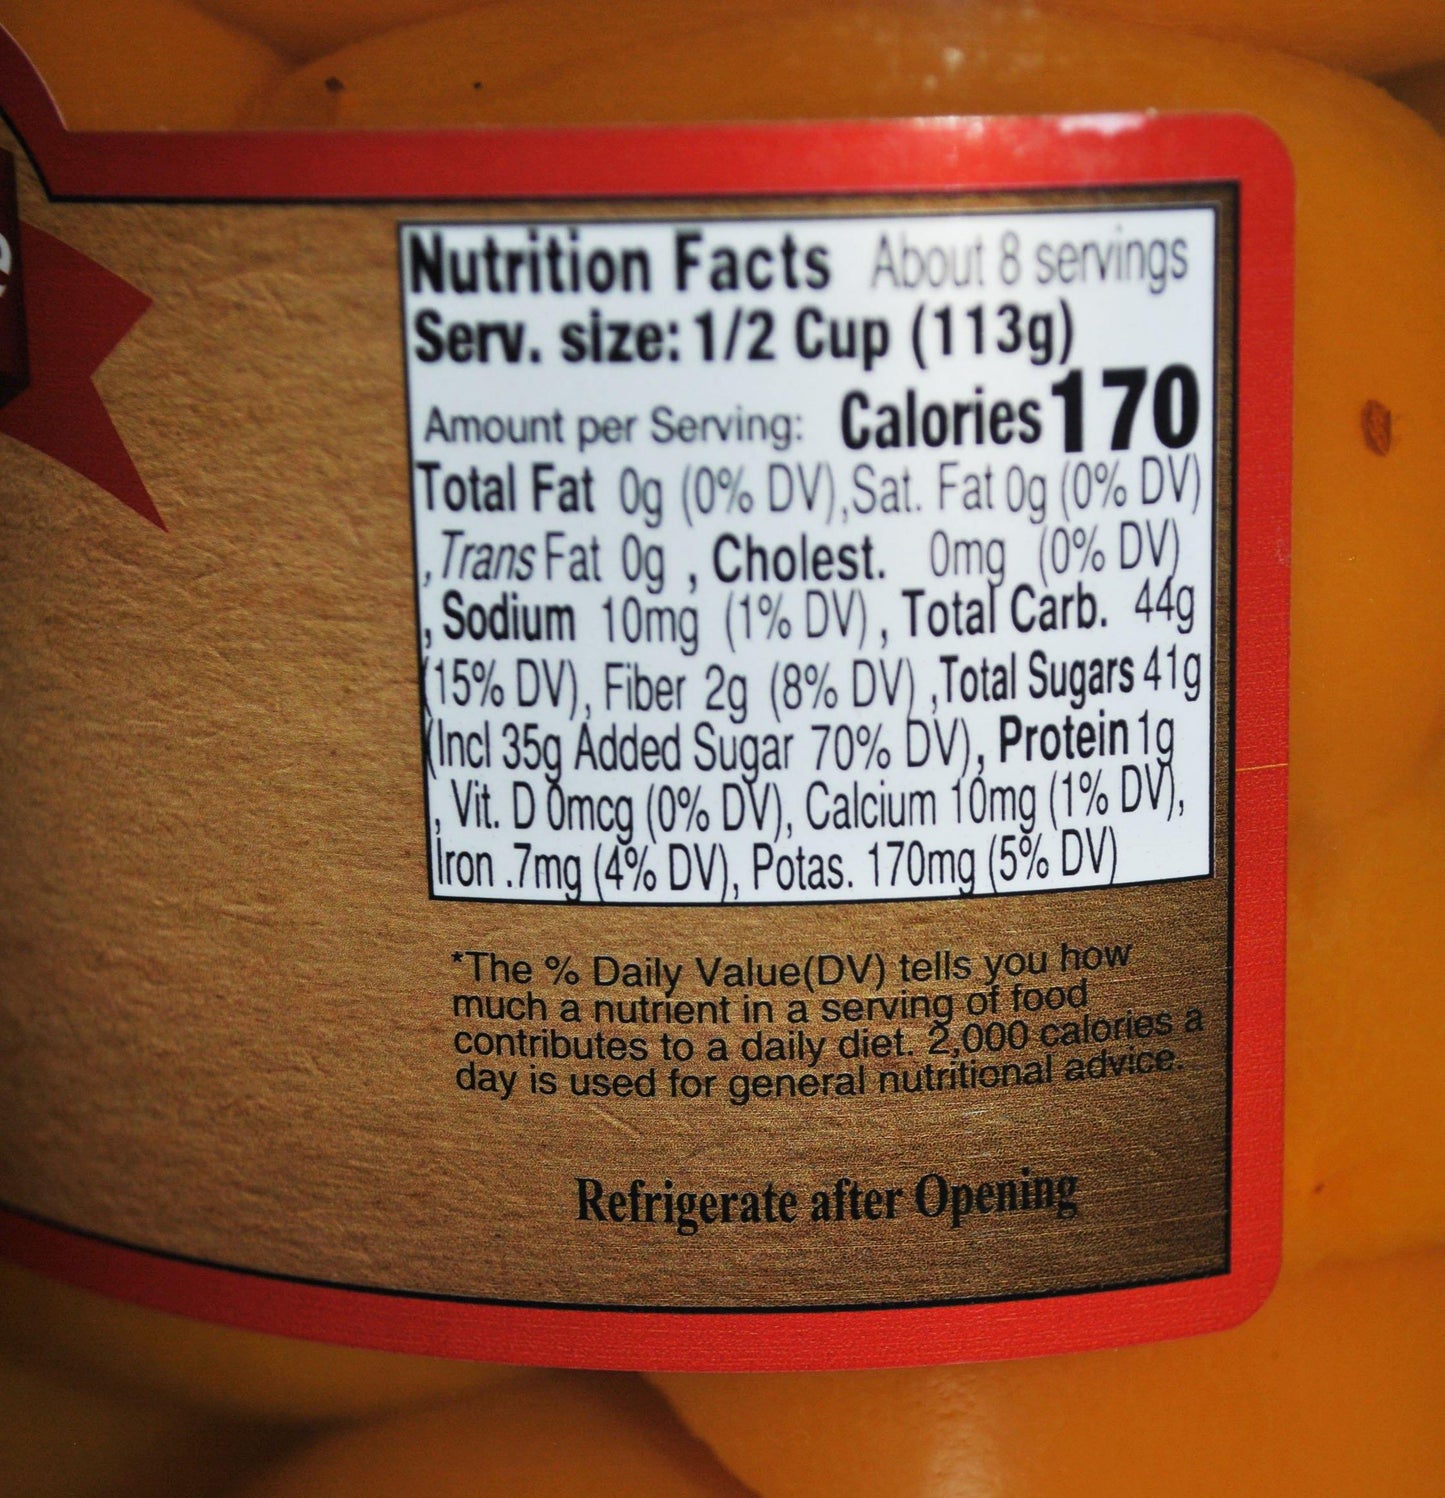 Nutrition Facts About 8 servings
Serv. size: 1/2 Cup (113g)
Amount per Serving: Calories 170
Total Fat 0g (0% DV),Sat. Fat 0g (0% DV)
, Trans Fat 0g , Cholest. 0mg (0% DV)
, Sodium 10mg (1% DV), Total Carb. 44g
(15% DV), Fiber 2g (8% DV) ,Total Sugars 41g
(Incl 35g Added Sugar 70% DV), Protein 1g
, Vit. D 0mcg (0% DV), Calcium 10mg (1% DV),
Iron .7mg (4% DV), Potas. 170mg (5% DV)
*The % Daily Value(DV) tells you how
much a nutrient in a serving of food
contributes to a daily diet. 2,000 calories a
day is used for general nutritional advice.
Refrigerate after Opening